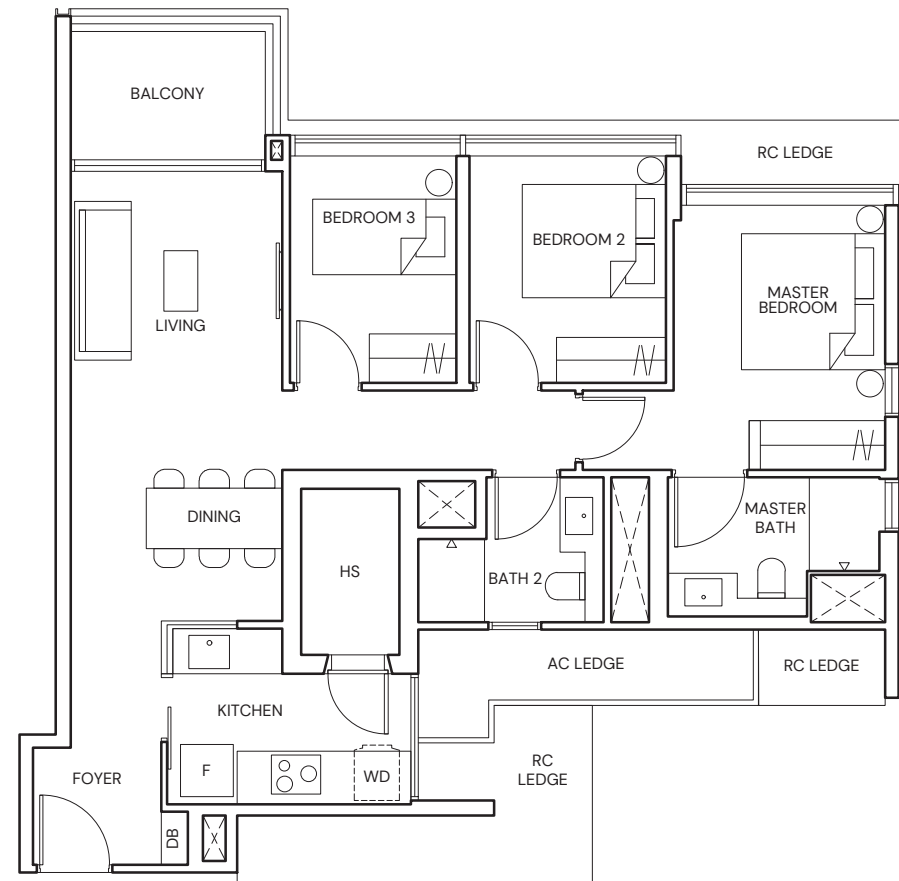 BALCONY
RC LEDGE
BEDROOM 3
BEDROOM 2
MASTER
BEDROOM
LIVING
DINING
MASTER
BATH
HS
BATH 2
AC LEDGE
RC LEDGE
KITCHEN
RC
LEDGE
FOYER
F
WD
DB